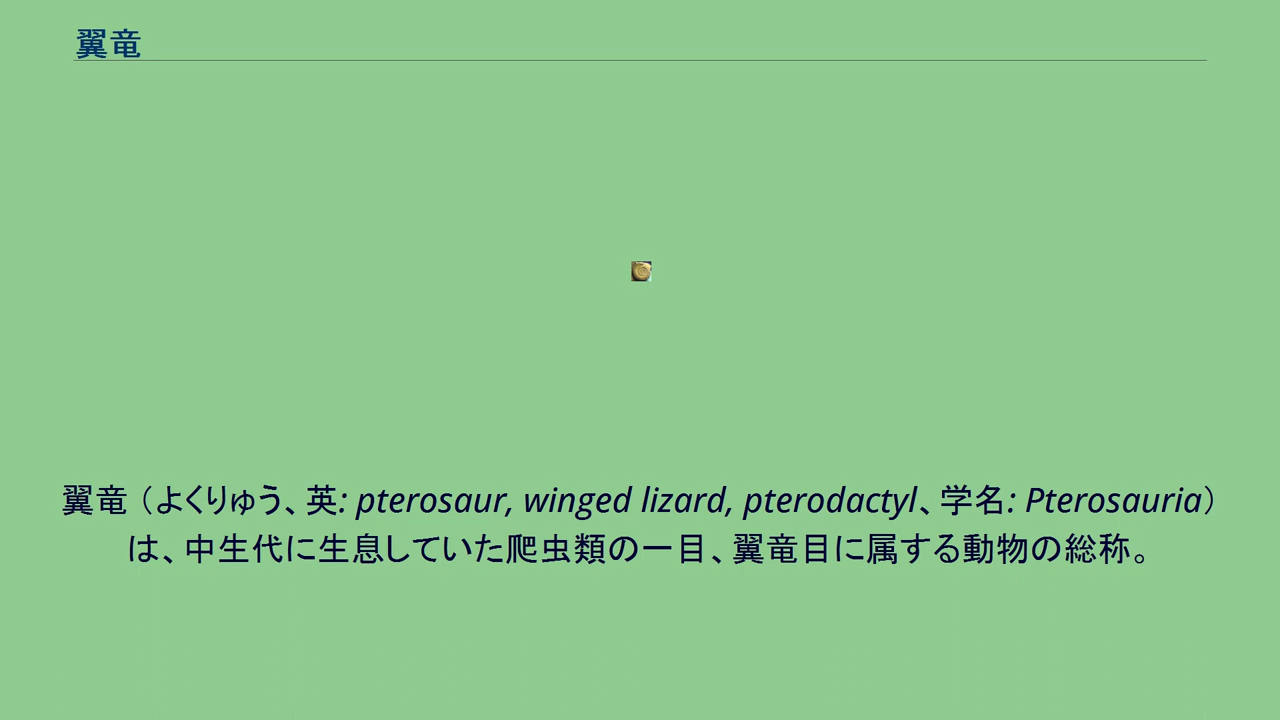 翼竜
翼竜（よくりゅう、英: pterosaur, winged lizard, pterodactyl、学名: Pterosauria）
は、中生代に生息していた爬虫類の一目、翼竜目に属する動物の総称。